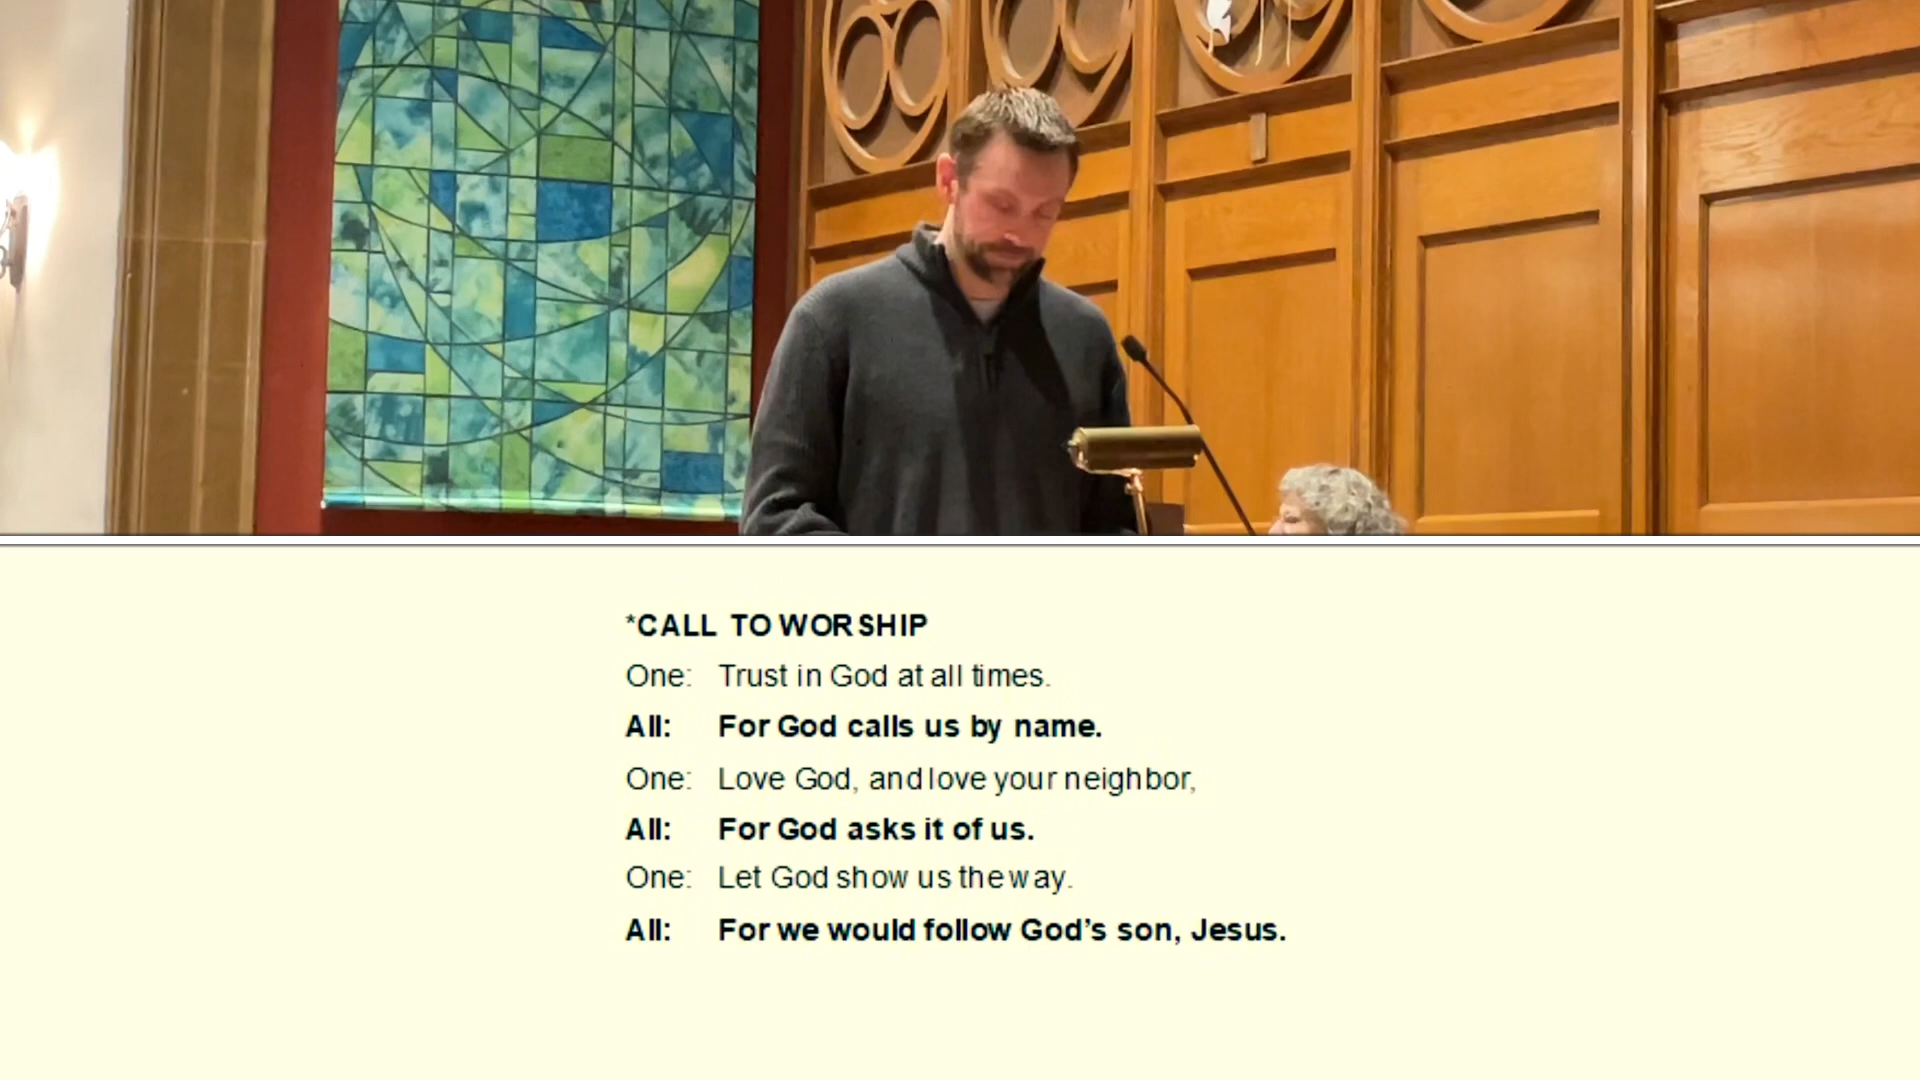 *CALL TO WORSHIP
One: Trust in God at all times.
All: For God calls us by name.
One: Love God, and love your neighbor,
All: For God asks it of us.
One: Let God show us the way.
All: For we would follow God’s son, Jesus.